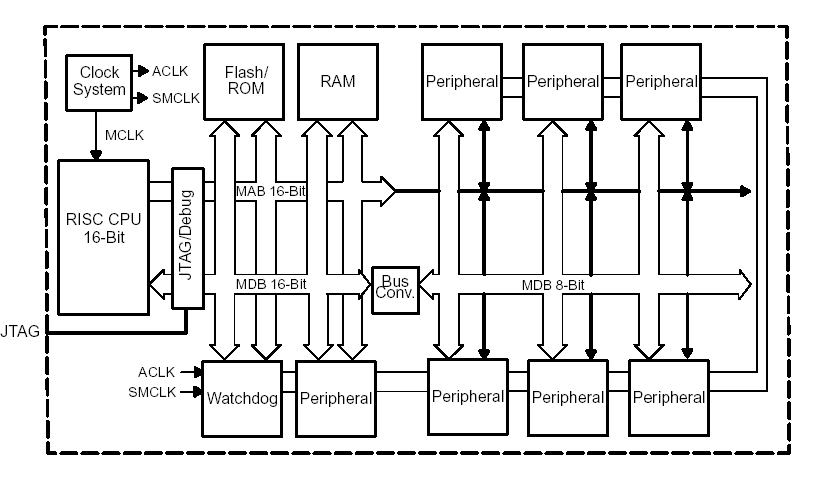 Clock
System
ACLK
SMCLK
MCLK
Flash/
ROM
RAM
Peripheral
Peripheral
Peripheral
RISC CPU
16-Bit
JTAG/Debug
MAB 16-Bit
MDB 16-Bit
Bus
Conv.
MDB 8-Bit
JTAG
ACLK
SMCLK
Watchdog
Peripheral
Peripheral
Peripheral
Peripheral